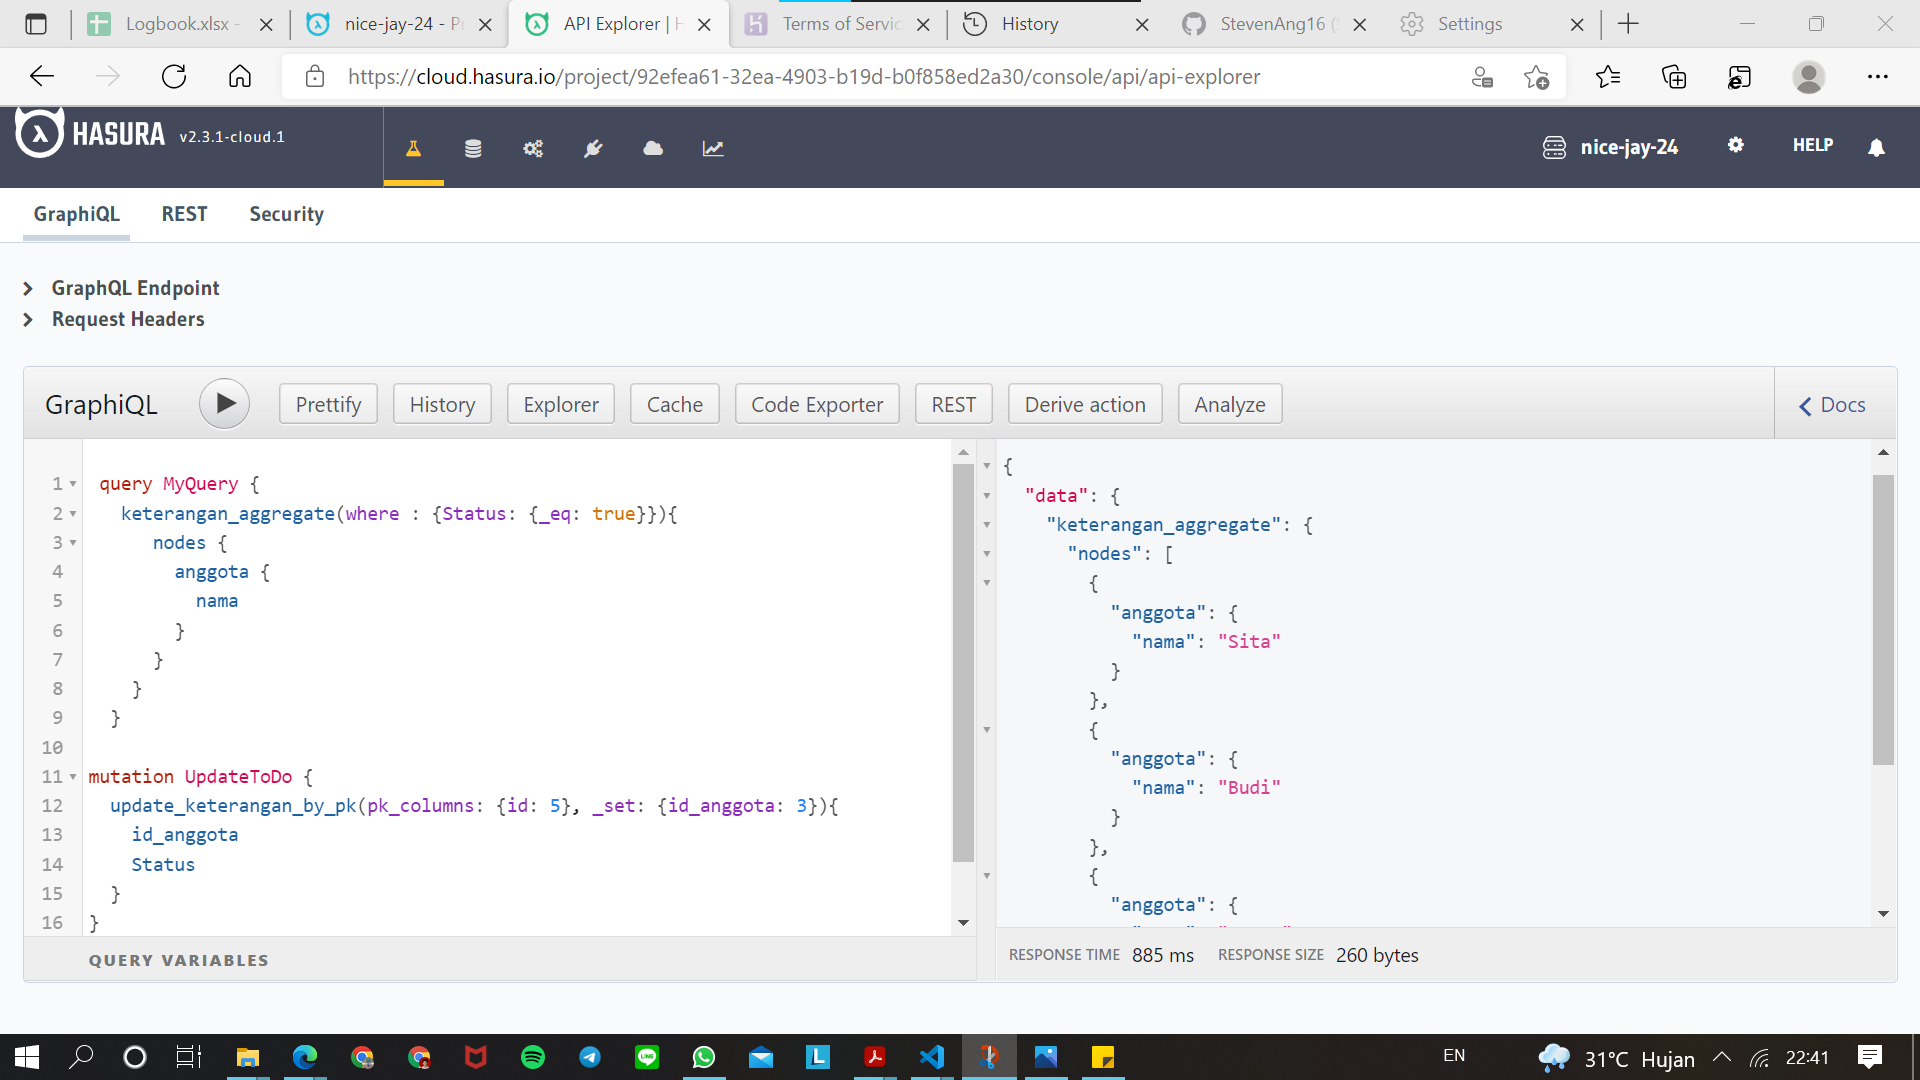 Logbook.xlsx -
nice-jay-24 - P
API Explorer | H
Terms of Servic
History
StevenAng16 (
Settings
https://cloud.hasura.io/project/92efea61-32ea-4903-b19d-b0f858ed2a30/console/api/api-explorer
HASURA v2.3.1-cloud.1
nice-jay-24
HELP
GraphiQL
REST
Security
GraphQL Endpoint
Request Headers
GraphiQL
Prettify
History
Explorer
Cache
Code Exporter
REST
Derive action
Analyze
Docs
1 query MyQuery {
2 keterangan_aggregate(where : {Status: {_eq: true}}){
3 nodes {
4 anggota {
5 nama
6 }
7 }
8 }
9 }
10
11 mutation UpdateToDo {
12 update_keterangan_by_pk(pk_columns: {id: 5}, _set: {id_anggota: 3}){
13 id_anggota
14 Status
15 }
16 }
QUERY VARIABLES
{
"data": {
"keterangan_aggregate": {
"nodes": [
{
"anggota": {
"nama": "Sita"
}
},
{
"anggota": {
"nama": "Budi"
}
},
{
"anggota": {
RESPONSE TIME 885 ms RESPONSE SIZE 260 bytes
EN
31°C Hujan
22:41